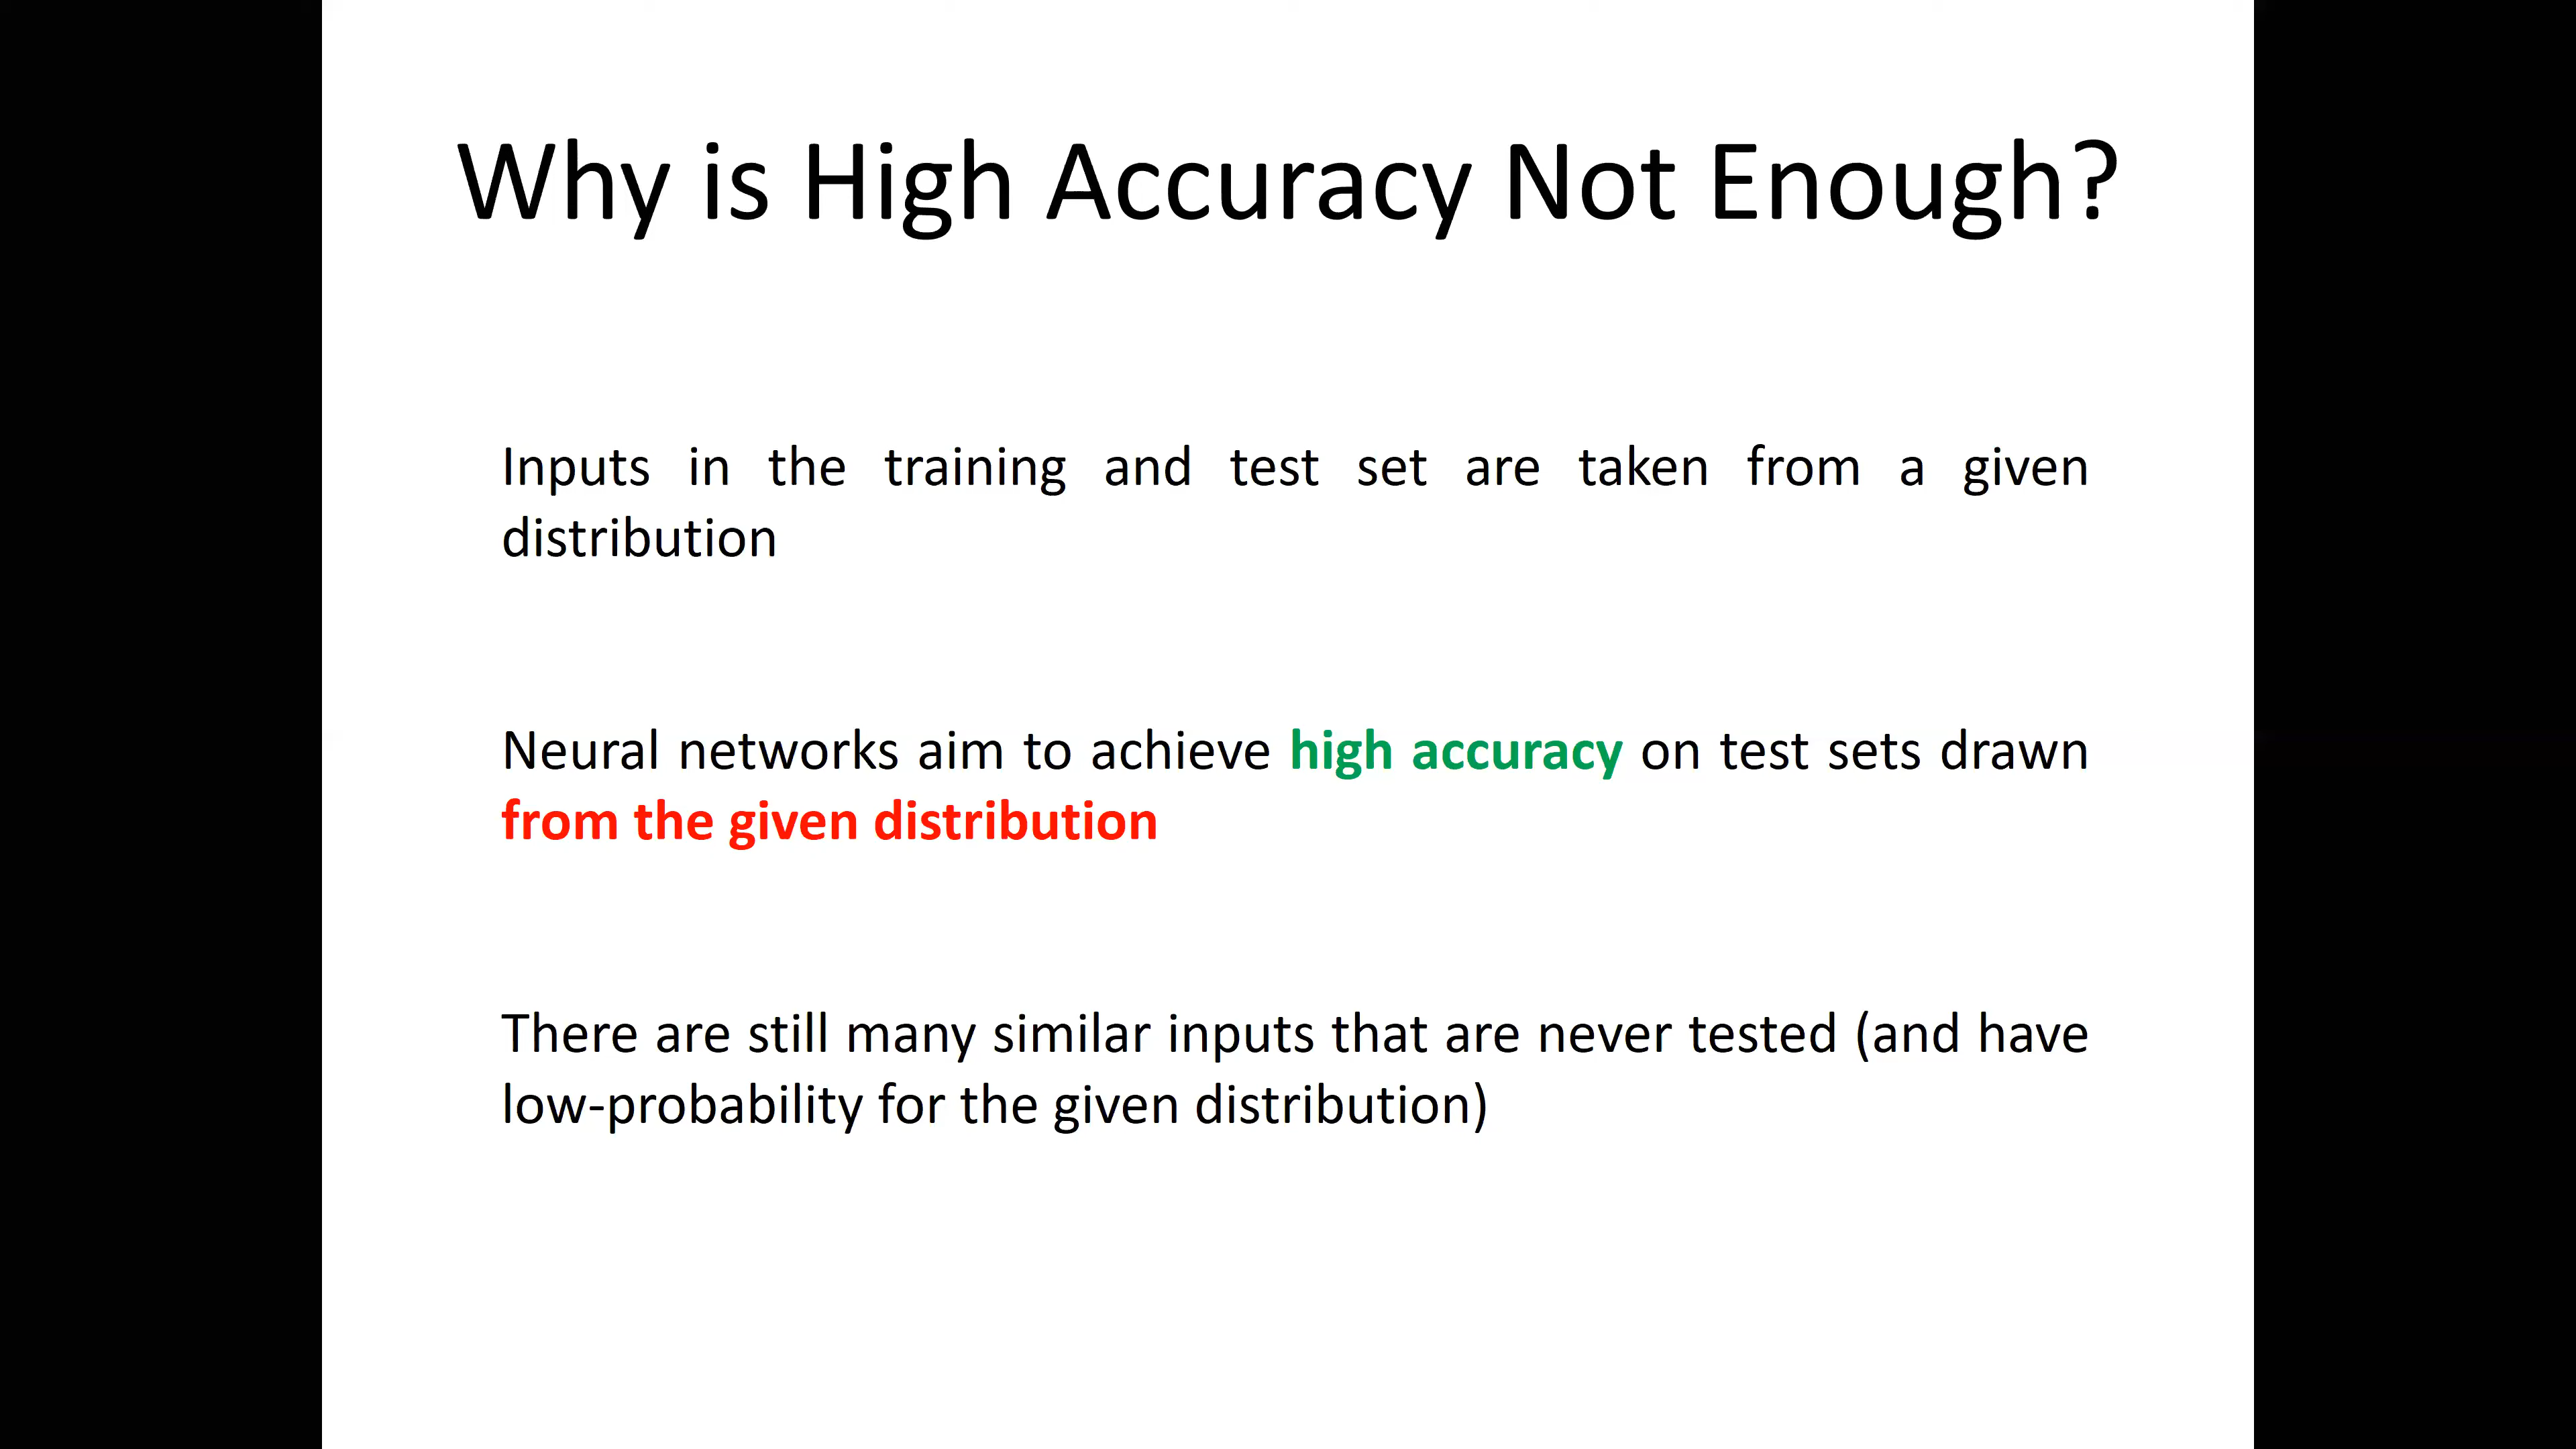 Why is High Accuracy Not Enough?
Inputs in the training and test set are taken from a given
distribution
Neural networks aim to achieve high accuracy on test sets drawn
from the given distribution
There are still many similar inputs that are never tested (and have
low-probability for the given distribution)